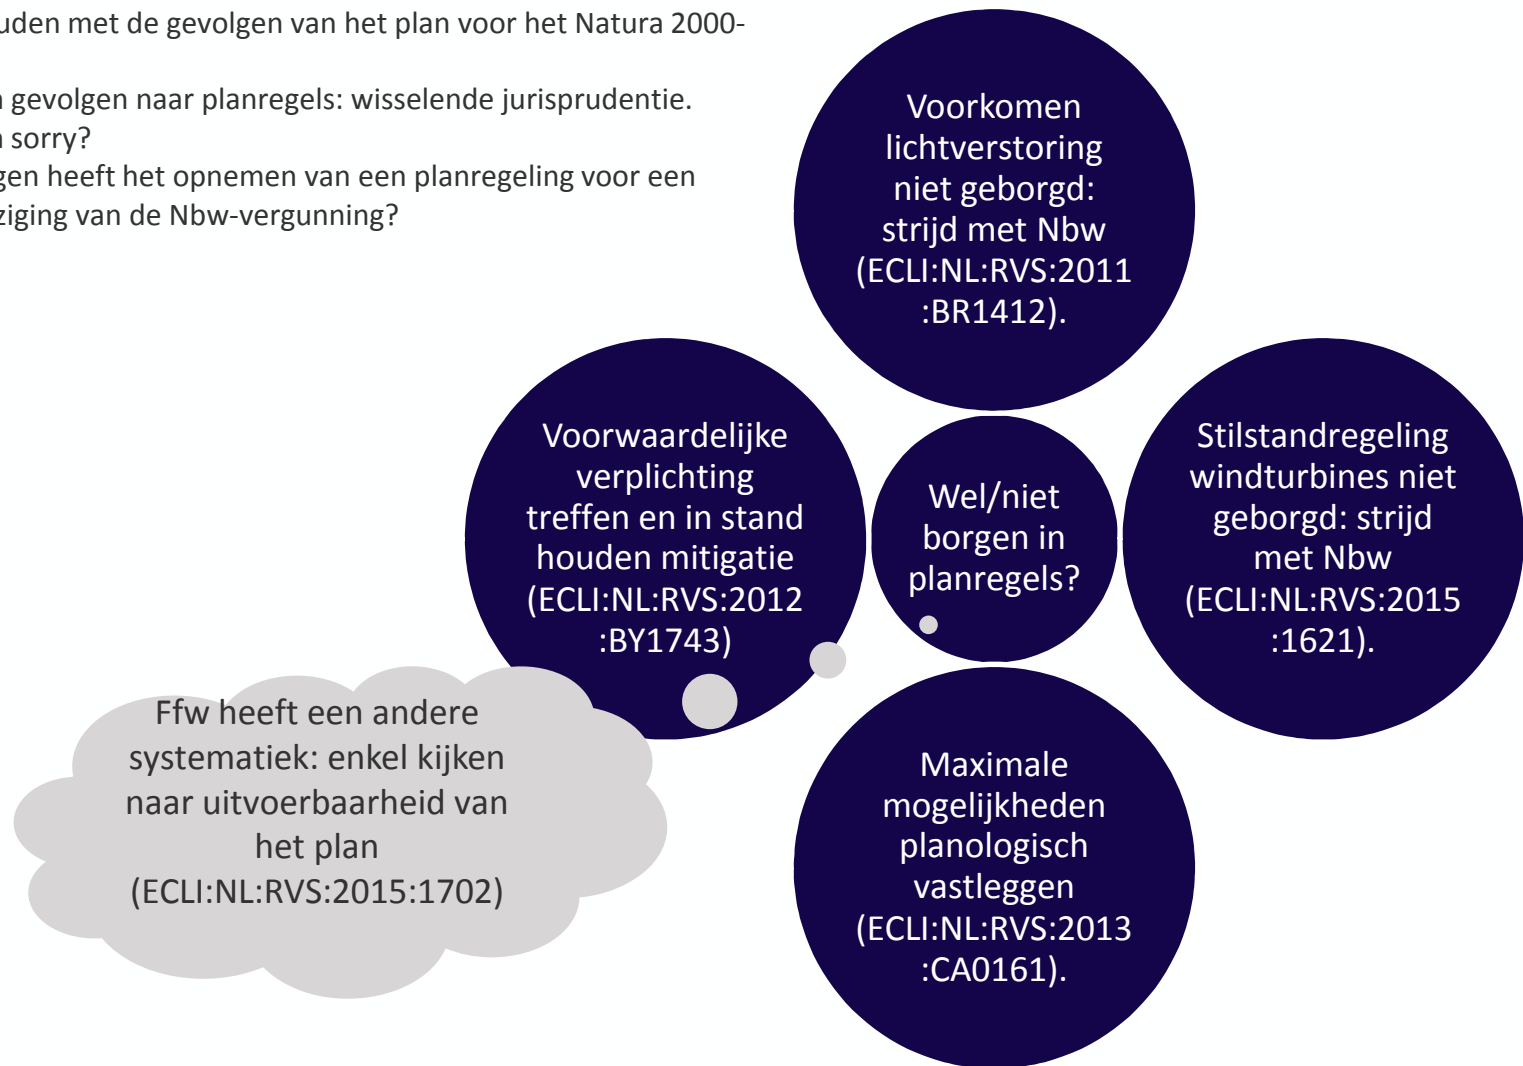 uden met de gevolgen van het plan voor het Natura 2000-
n gevolgen naar planregels: wisselende jurisprudentie.
n sorry?
gen heeft het opnemen van een planregeling voor een
ziging van de Nbw-vergunning?
Voorkomen
lichtverstoring
niet geborgd:
strijd met Nbw
(ECLI:NL:RVS:2011
:BR1412).
Voorwaardelijke
verplichting
treffen en in stand
houden mitigatie
(ECLI:NL:RVS:2012
:BY1743)
Wel/niet
borgen in
planregels?
Stilstandregeling
windturbines niet
geborgd: strijd
met Nbw
(ECLI:NL:RVS:2015
:1621).
Ffw heeft een andere
systematiek: enkel kijken
naar uitvoerbaarheid van
het plan
(ECLI:NL:RVS:2015:1702)
Maximale
mogelijkheden
planologisch
vastleggen
(ECLI:NL:RVS:2013
:CA0161).